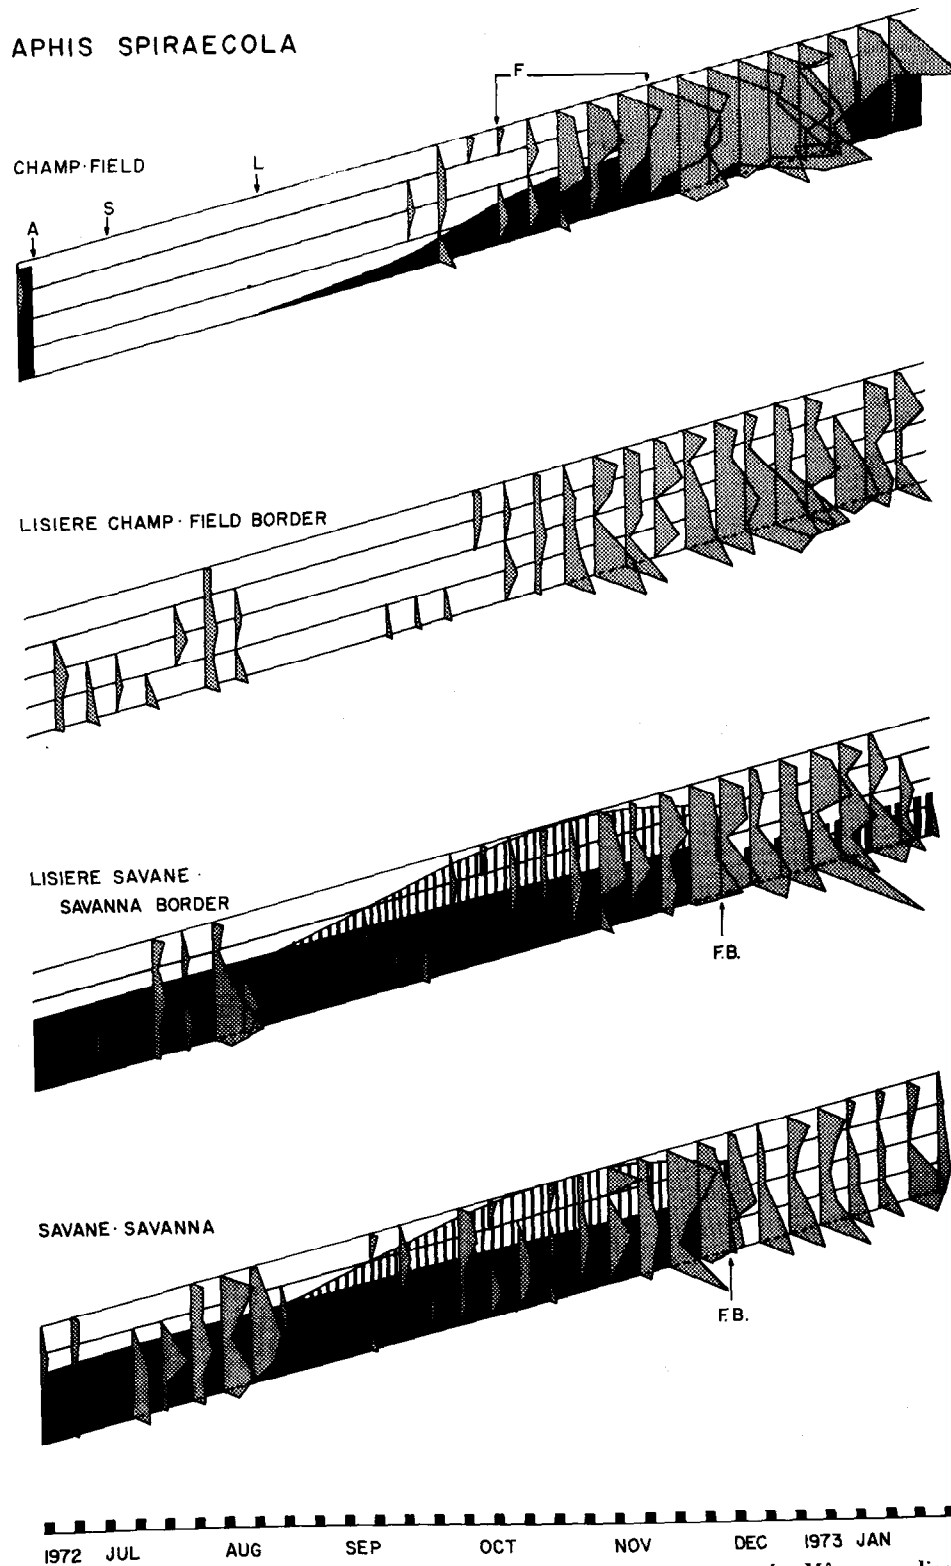 APHIS SPIRAECOLA
F
CHAMP·FIELD
L
S
A
LISIERE CHAMP·FIELD BORDER
LISIERE SAVANE·
SAVANNA BORDER
F.B.
SAVANE·SAVANNA
F.B.
1972 JUL AUG SEP OCT NOV DEC 1973 JAN